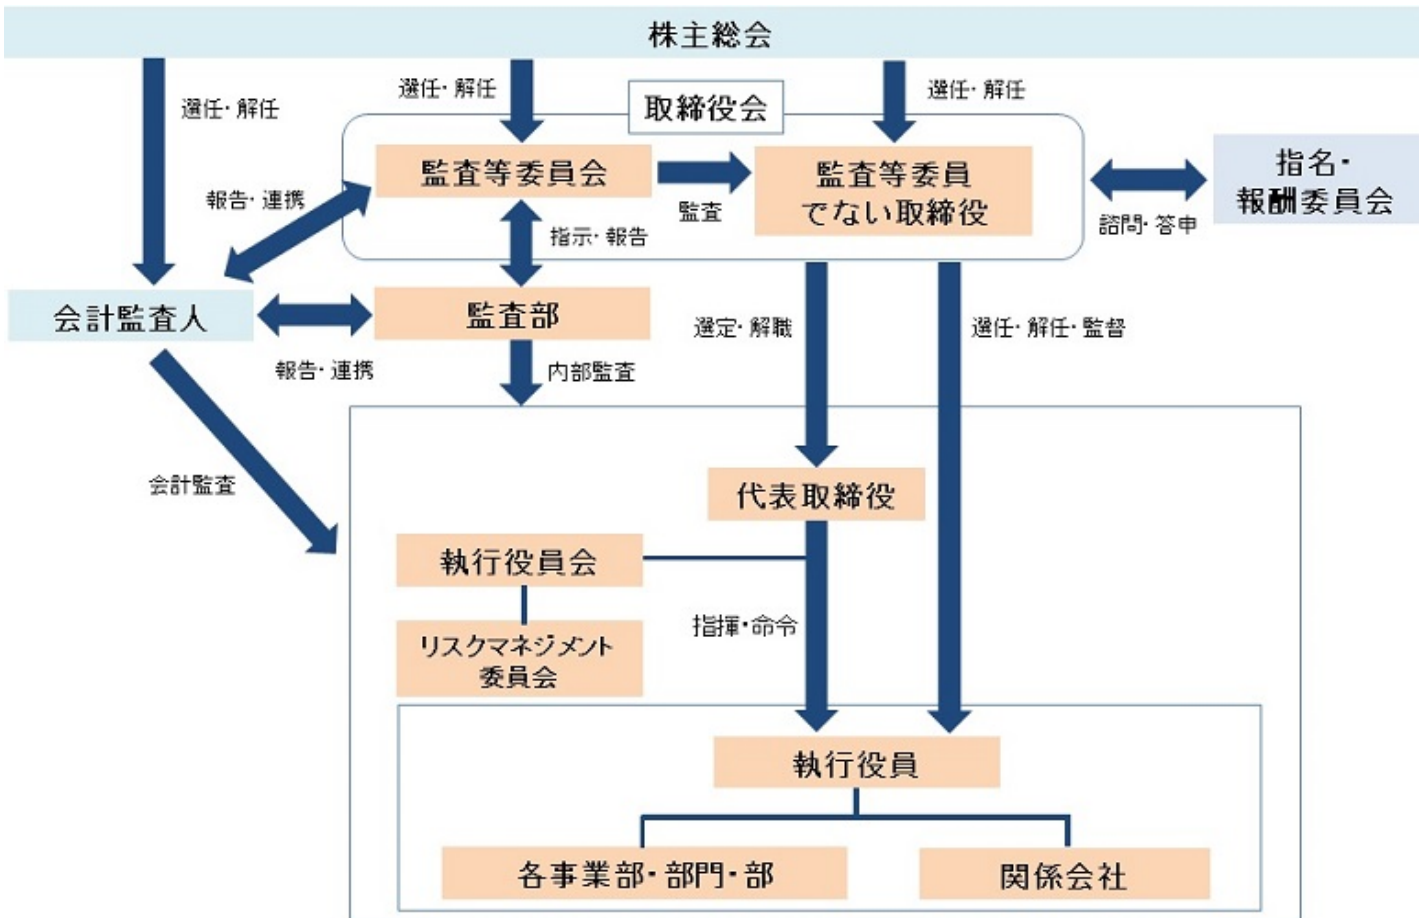 株主総会
選任・解任
選任・解任
選任・解任
取締役会
監査等委員会
監査
監査等委員
でない取締役
諮問・答申
指名・
報酬委員会
報告・連携
指示・報告
会計監査人
報告・連携
監査部
内部監査
選定・解職
選任・解任・監督
会計監査
代表取締役
執行役員会
リスクマネジメント
委員会
指揮・命令
執行役員
各事業部・部門・部
関係会社